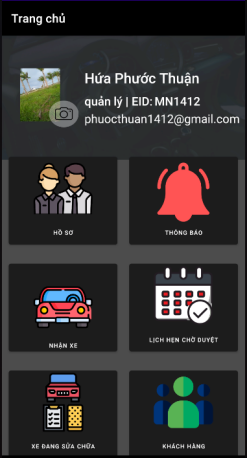 Trang chủ
Hứa Phước Thuận
quản lý | EID: MN1412
phuocthuan1412@gmail.com
HỒ SƠ
THÔNG BÁO
NHẬN XE
LỊCH HẸN CHỜ DUYỆT
XE ĐANG SỬA CHỮA
KHÁCH HÀNG